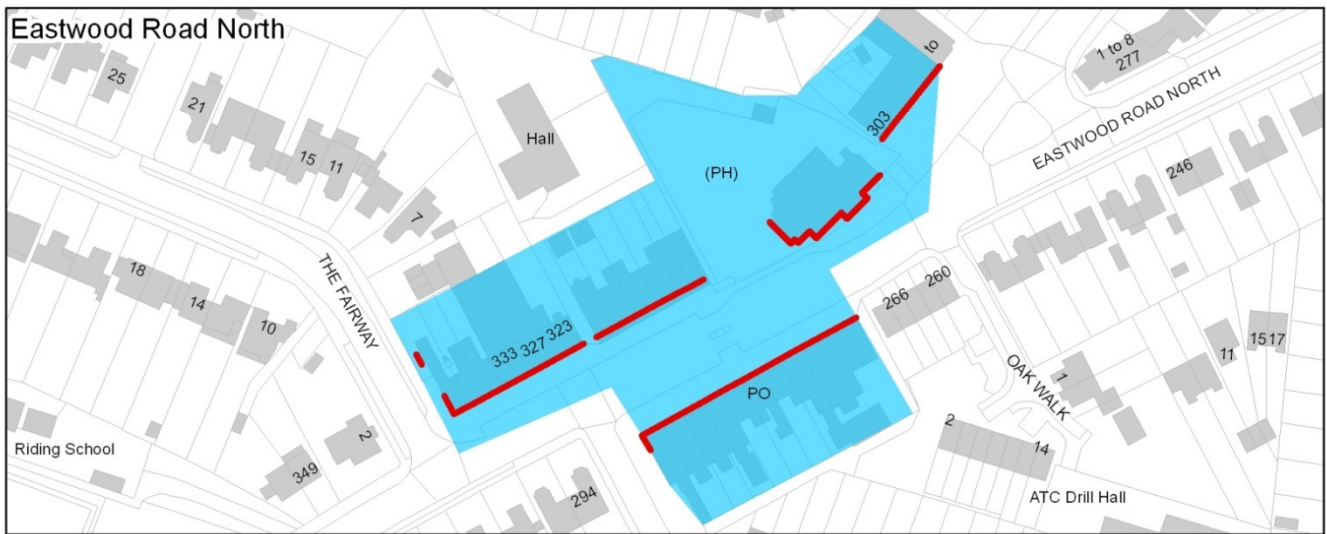 Eastwood Road North
25
21
15
11
7
Hall
(PH)
303
to
1 to 8
277
EASTWOOD ROAD NORTH
246
THE FAIRWAY
18
14
10
333 327 323
266
260
OAK WALK
1
11
1517
PO
2
14
Riding School
349
2
294
ATC Drill Hall